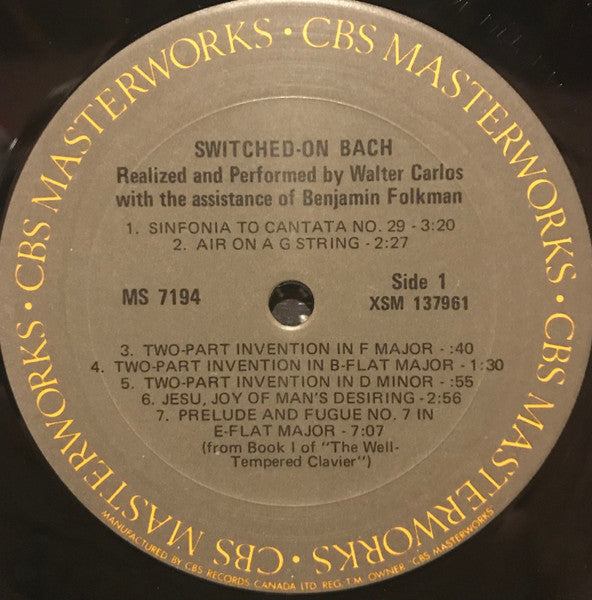 CBS MASTERWORKS · CBS MASTERWORKS · CBS MASTERWORKS · CBS MASTERWORKS ·
SWITCHED-ON BACH
Realized and Performed by Walter Carlos
with the assistance of Benjamin Folkman
1. SINFONIA TO CANTATA NO. 29 - 3:20
2. AIR ON A G STRING - 2:27
MS 7194
Side 1
XSM 137961
3. TWO-PART INVENTION IN F MAJOR - :40
4. TWO-PART INVENTION IN B-FLAT MAJOR - 1:30
5. TWO-PART INVENTION IN D MINOR - :55
6. JESU, JOY OF MAN'S DESIRING - 2:56
7. PRELUDE AND FUGUE NO. 7 IN
E-FLAT MAJOR - 7:07
(from Book I of "The Well-
Tempered Clavier")
MANUFACTURED BY CBS RECORDS CANADA LTD. REG. T.M. OWNER "CBS MASTERWORKS